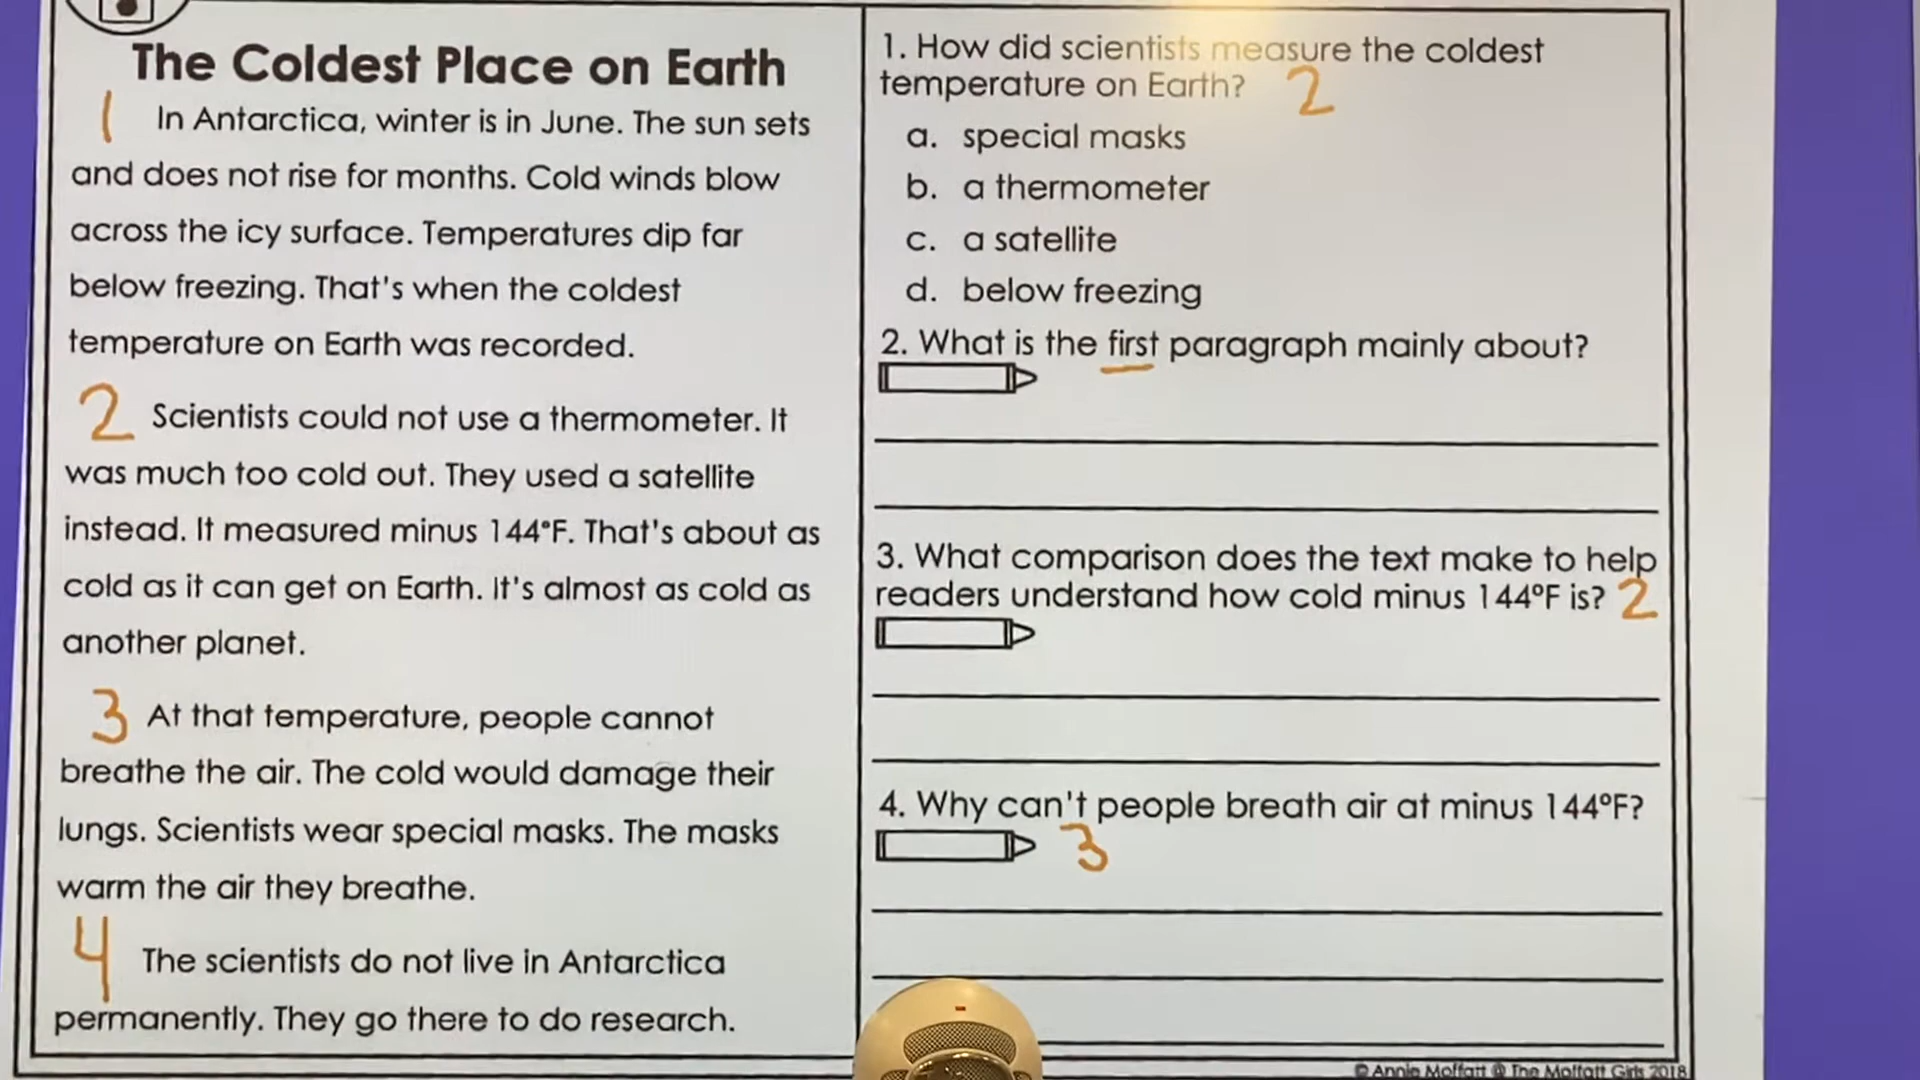 The Coldest Place on Earth
1 In Antarctica, winter is in June. The sun sets
and does not rise for months. Cold winds blow
across the icy surface. Temperatures dip far
below freezing. That's when the coldest
temperature on Earth was recorded.
2 Scientists could not use a thermometer. It
was much too cold out. They used a satellite
instead. It measured minus 144°F. That's about as
cold as it can get on Earth. It's almost as cold as
another planet.
3 At that temperature, people cannot
breathe the air. The cold would damage their
lungs. Scientists wear special masks. The masks
warm the air they breathe.
4 The scientists do not live in Antarctica
permanently. They go there to do research.
1. How did scientists measure the coldest
temperature on Earth? 2
a. special masks
b. a thermometer
c. a satellite
d. below freezing
2. What is the first paragraph mainly about?
3. What comparison does the text make to help
readers understand how cold minus 144°F is? 2
4. Why can't people breath air at minus 144°F?
3
© Annie Moffatt @ The Moffatt Girls 2018